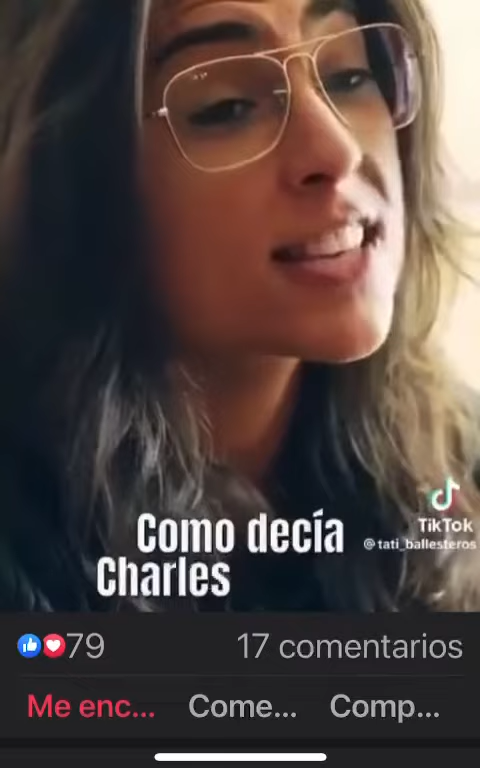 Como decía
Charles
TikTok
@tati_ballesteros
79
17 comentarios
Me enc...
Come...
Comp...